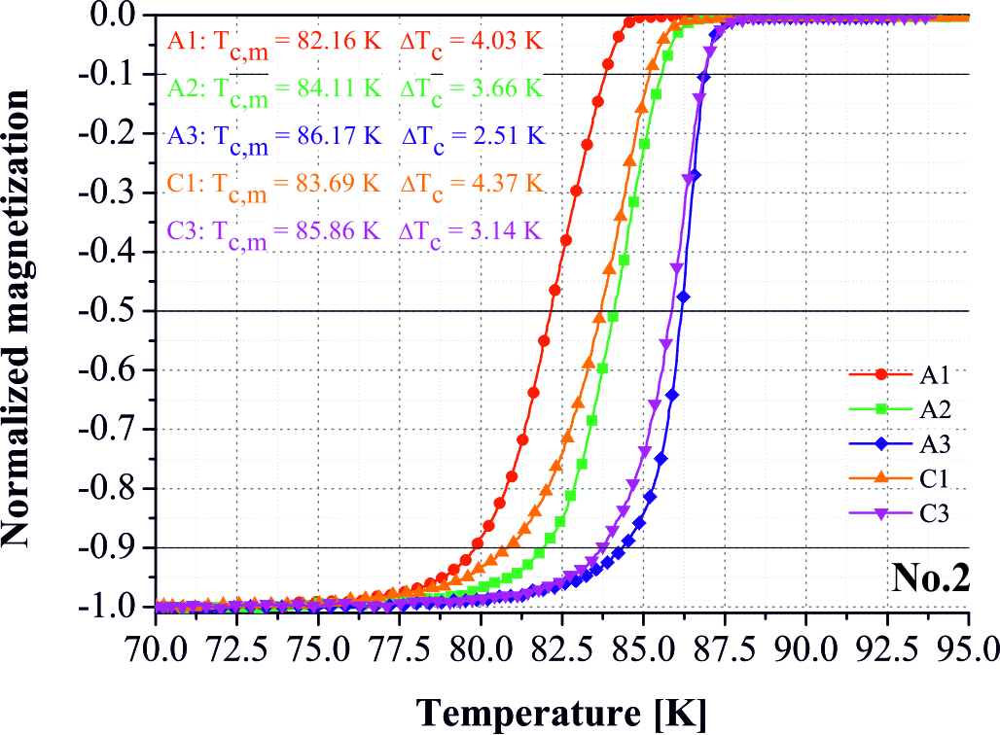 0.0
-0.1
-0.2
-0.3
-0.4
-0.5
-0.6
-0.7
-0.8
-0.9
-1.0
Normalized magnetization
A1: Tc,m = 82.16 K ΔTc = 4.03 K
A2: Tc,m = 84.11 K ΔTc = 3.66 K
A3: Tc,m = 86.17 K ΔTc = 2.51 K
C1: Tc,m = 83.69 K ΔTc = 4.37 K
C3: Tc,m = 85.86 K ΔTc = 3.14 K
A1
A2
A3
C1
C3
No.2
70.0 72.5 75.0 77.5 80.0 82.5 85.0 87.5 90.0 92.5 95.0
Temperature [K]